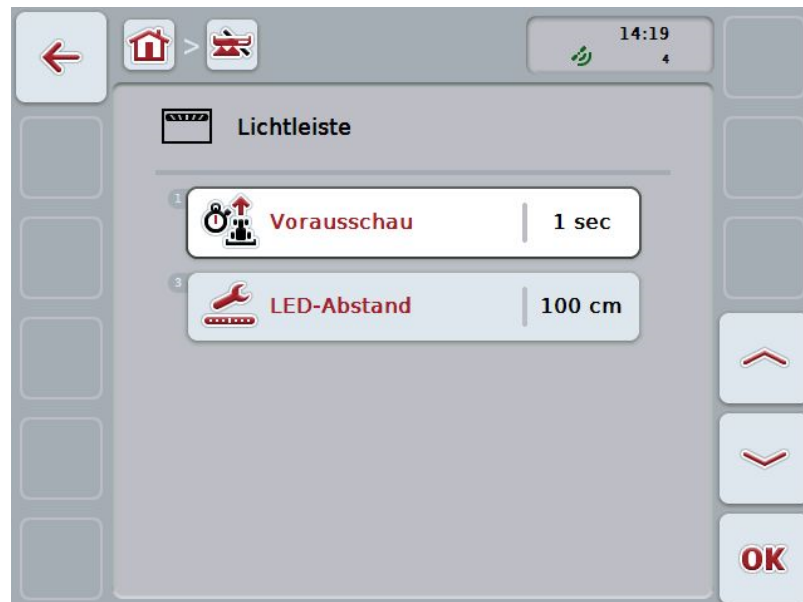 >
14:19
4
Lichtleiste
1
Vorausschau
1 sec
3
LED-Abstand
100 cm
OK